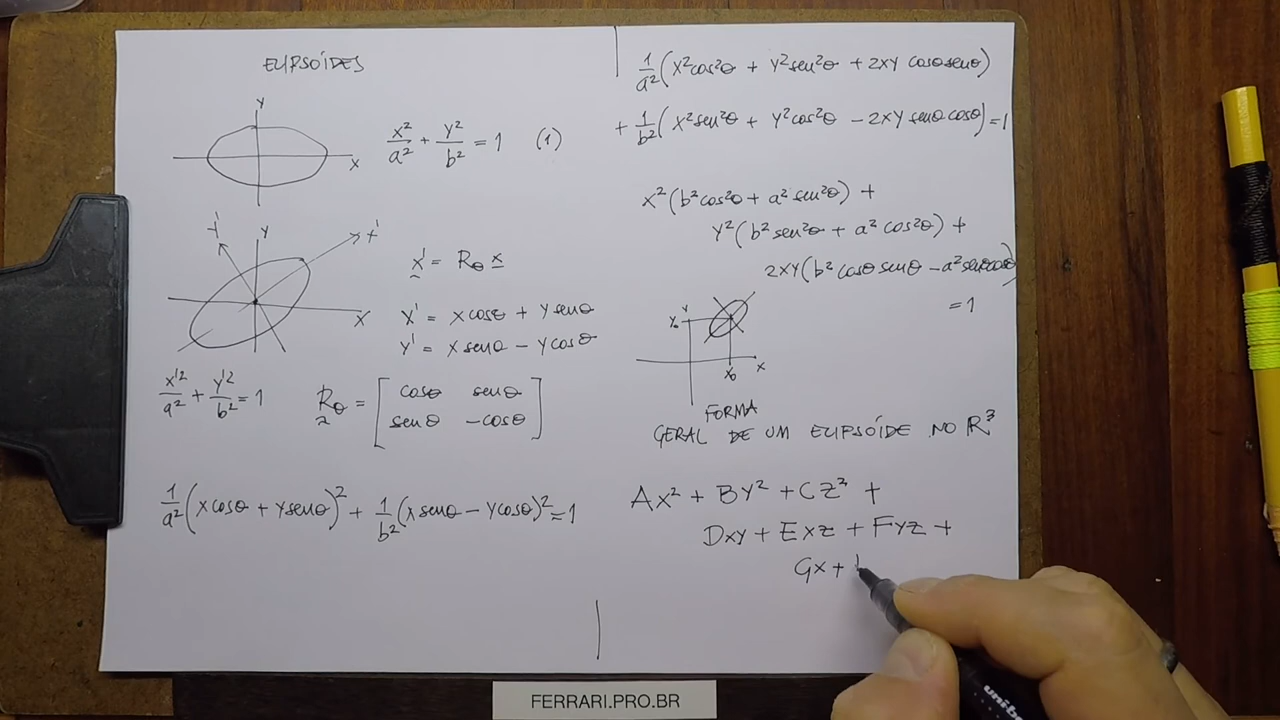 ELIPSÓIDES
Y
X
x²/a² + y²/b² = 1 (1)
Y' Y X'
X
x' = Rθ x
x' = x cosθ + y senθ
y' = x senθ - y cosθ
x'²/a² + y'²/b² = 1
Rθ = [cosθ senθ
senθ -cosθ]
1/a² (x cosθ + y senθ)² + 1/b² (x senθ - y cosθ)² = 1
1/a² (x² cos²θ + y² sen²θ + 2xy cosθ senθ)
+ 1/b² (x² sen²θ + y² cos²θ - 2xy senθ cosθ) = 1
x² (b² cos²θ + a² sen²θ) +
y² (b² sen²θ + a² cos²θ) +
2xy (b² cosθ senθ - a² senθ cosθ)
= 1
Y
Y₀
X₀ X
FORMA
GERAL DE UM ELIPSÓIDE NO R³
Ax² + By² + Cz² +
Dxy + Exz + Fyz +
Gx +
FERRARI.PRO.BR